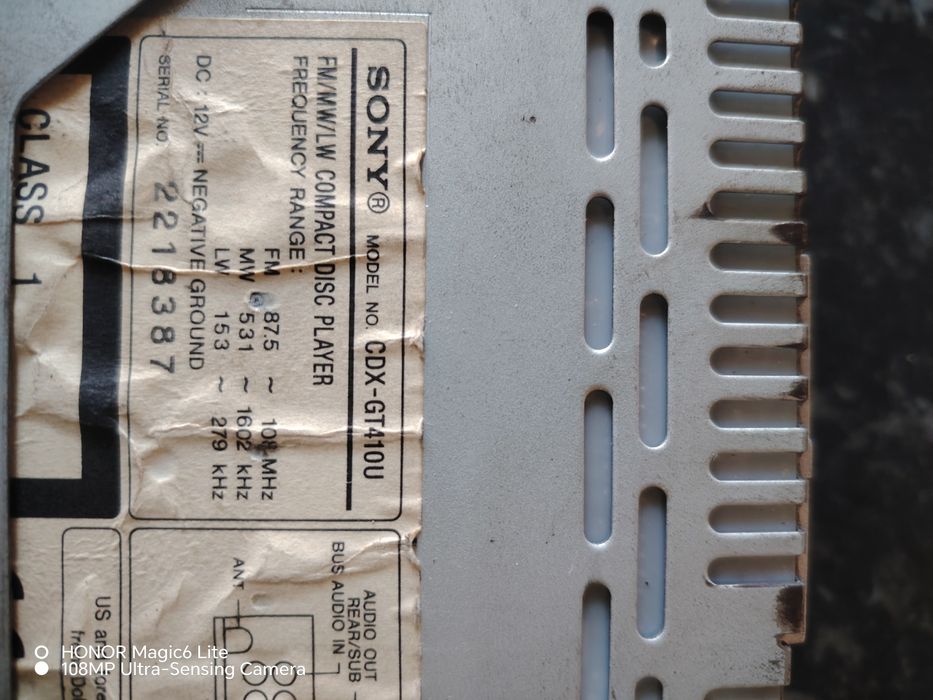 SONY® MODEL NO. CDX-GT410U
FM/MW/LW COMPACT DISC PLAYER
FREQUENCY RANGE :
FM 87.5 ~ 108 MHz
MW 531 ~ 1602 kHz
LW 153 ~ 279 kHz
DC : 12V ⎓ NEGATIVE GROUND
SERIAL NO. 2218387
CLASS 1
AUDIO OUT
REAR/SUB
BUS AUDIO IN
ANT
US
HONOR Magic6 Lite
108MP Ultra-Sensing Camera